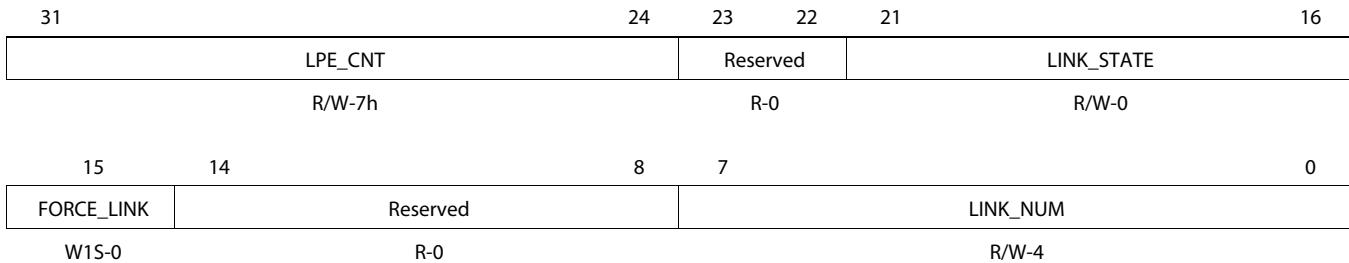 31 24 23 22 21 16
LPE_CNT Reserved LINK_STATE
R/W-7h R-0 R/W-0
15 14 8 7 0
FORCE_LINK Reserved LINK_NUM
W1S-0 R-0 R/W-4